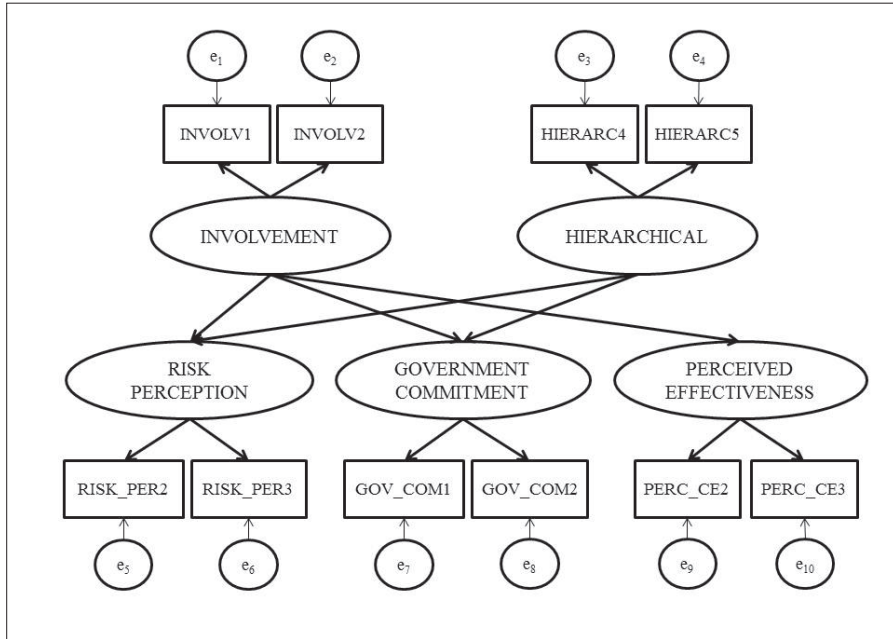 e1 e2 e3 e4
INVOLV1 INVOLV2 HIERARC4 HIERARC5
INVOLVEMENT HIERARCHICAL
RISK GOVERNMENT PERCEIVED
PERCEPTION COMMITMENT EFFECTIVENESS
RISK_PER2 RISK_PER3 GOV_COM1 GOV_COM2 PERC_CE2 PERC_CE3
e5 e6 e7 e8 e9 e10